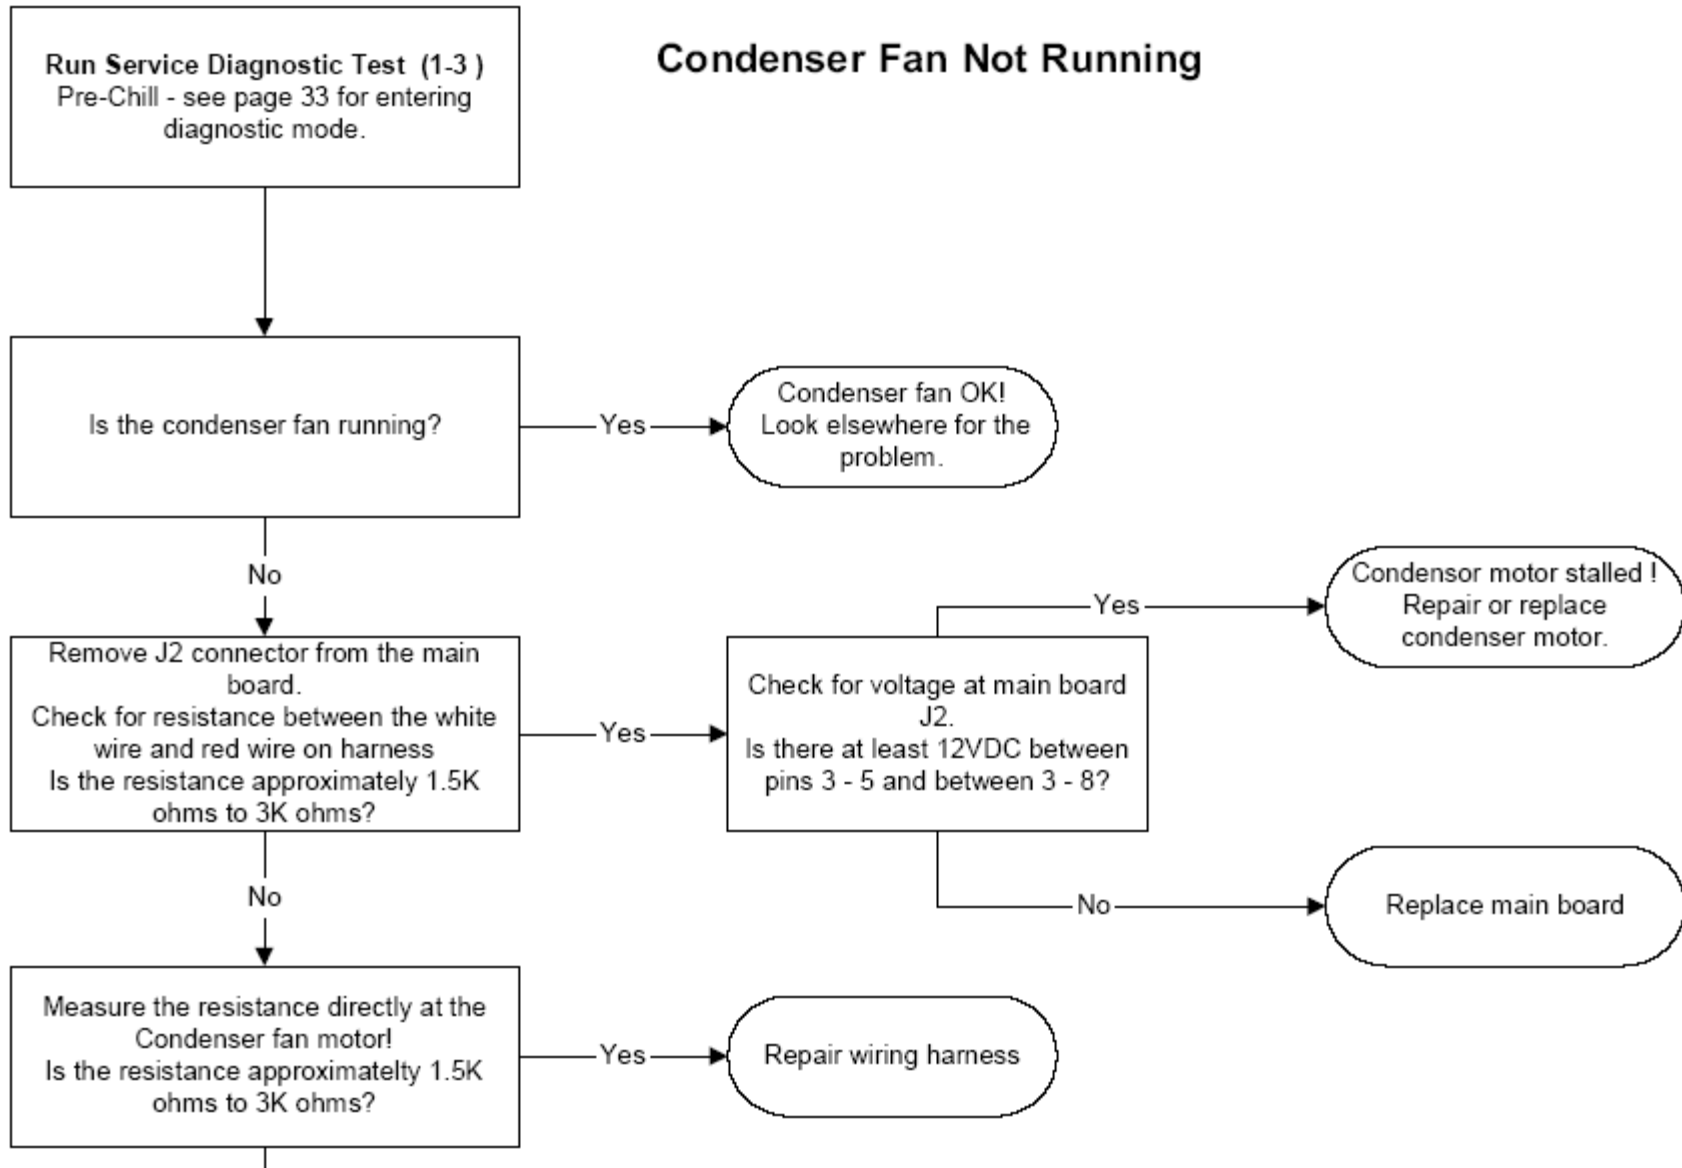 Condenser Fan Not Running
Run Service Diagnostic Test (1-3 )
Pre-Chill - see page 33 for entering
diagnostic mode.
Is the condenser fan running?
Yes
Condenser fan OK!
Look elsewhere for the
problem.
No
Remove J2 connector from the main
board.
Check for resistance between the white
wire and red wire on harness
Is the resistance approximately 1.5K
ohms to 3K ohms?
Yes
Check for voltage at main board
J2.
Is there at least 12VDC between
pins 3 - 5 and between 3 - 8?
Yes
Condensor motor stalled !
Repair or replace
condenser motor.
No
Replace main board
No
Measure the resistance directly at the
Condenser fan motor!
Is the resistance approximatelty 1.5K
ohms to 3K ohms?
Yes
Repair wiring harness